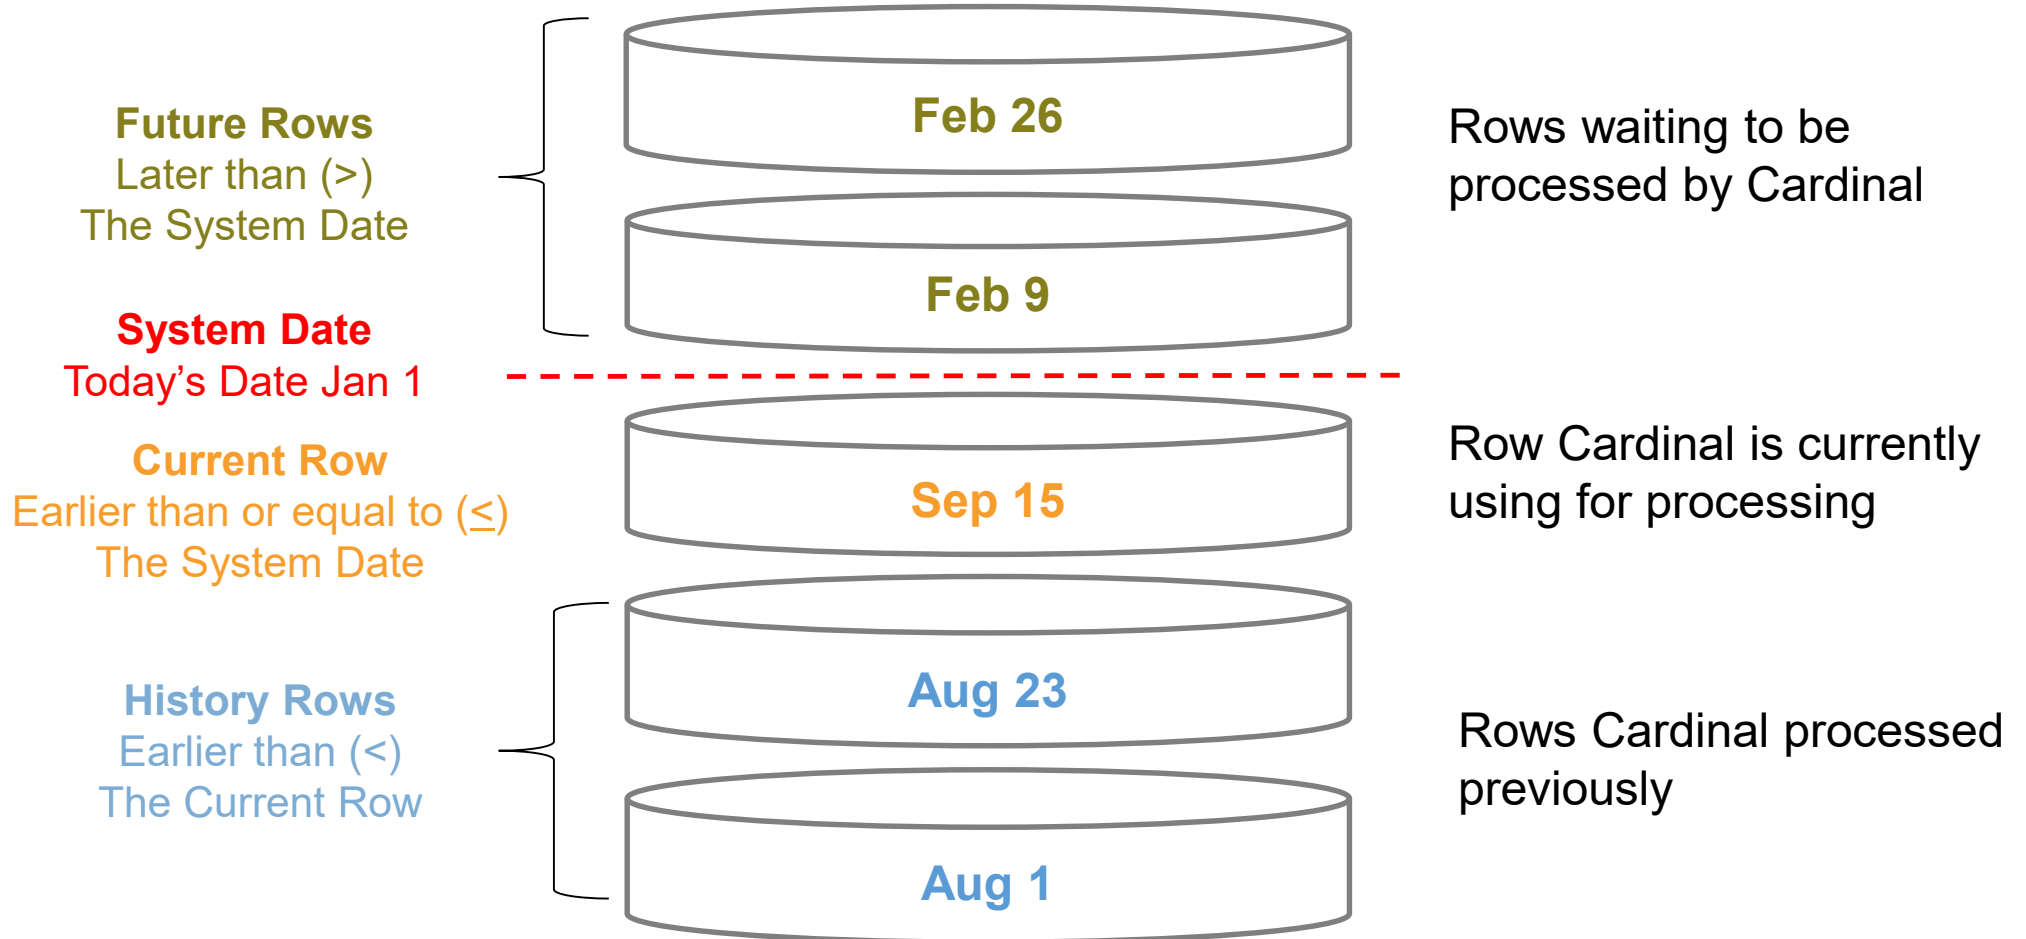 Future Rows
Later than (>)
The System Date
Feb 26
Rows waiting to be
processed by Cardinal
Feb 9
System Date
Today’s Date Jan 1
Current Row
Earlier than or equal to (≤)
The System Date
Sep 15
Row Cardinal is currently
using for processing
History Rows
Earlier than (<)
The Current Row
Aug 23
Aug 1
Rows Cardinal processed
previously